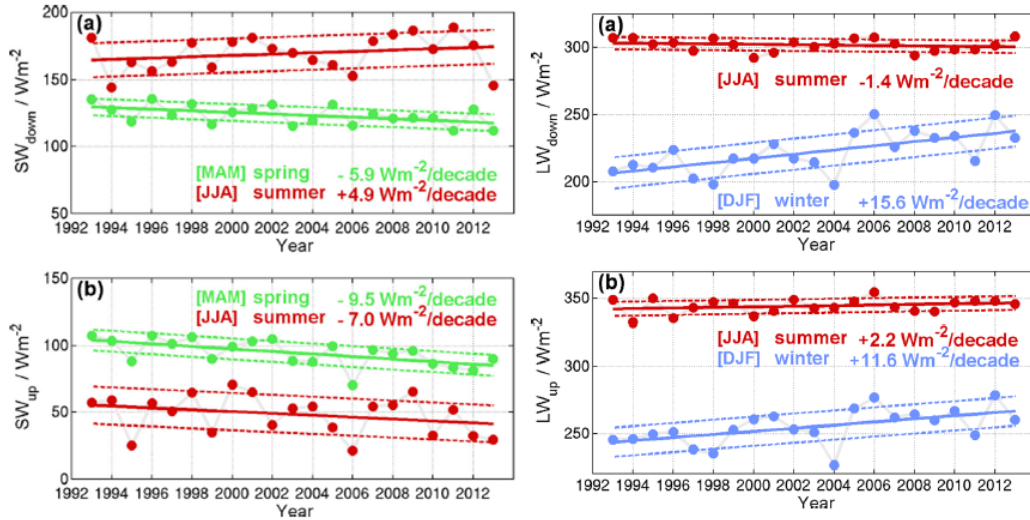 (a)
200
150
100
50
SWdown / Wm-2
[MAM] spring - 5.9 Wm-2/decade
[JJA] summer +4.9 Wm-2/decade
1992 1994 1996 1998 2000 2002 2004 2006 2008 2010 2012
Year
(a)
300
250
200
LWdown / Wm-2
[JJA] summer -1.4 Wm-2/decade
[DJF] winter +15.6 Wm-2/decade
1992 1994 1996 1998 2000 2002 2004 2006 2008 2010 2012
Year
(b)
150
100
50
0
SWup / Wm-2
[MAM] spring - 9.5 Wm-2/decade
[JJA] summer - 7.0 Wm-2/decade
1992 1994 1996 1998 2000 2002 2004 2006 2008 2010 2012
Year
(b)
350
300
250
LWup / Wm-2
[JJA] summer +2.2 Wm-2/decade
[DJF] winter +11.6 Wm-2/decade
1992 1994 1996 1998 2000 2002 2004 2006 2008 2010 2012
Year